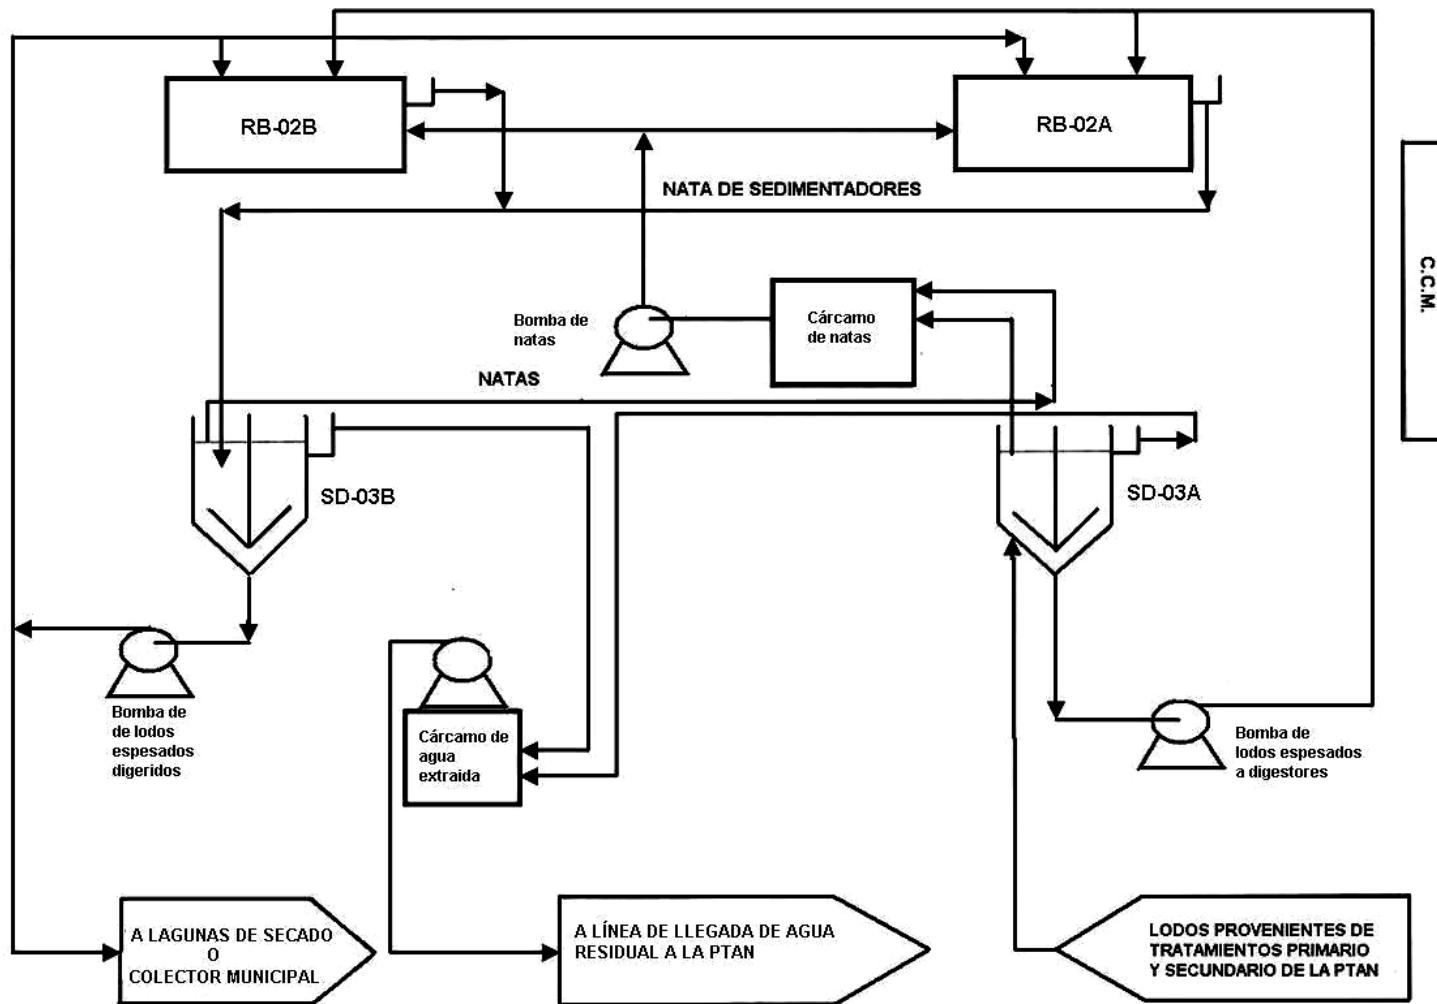 RB-02B
RB-02A
NATA DE SEDIMENTADORES
C.C.M.
Bomba de
natas
Cárcamo
de natas
NATAS
SD-03B
SD-03A
Bomba de
de lodos
espesados
digeridos
Cárcamo de
agua
extraida
Bomba de
lodos espesados
a digestores
A LAGUNAS DE SECADO
O
COLECTOR MUNICIPAL
A LÍNEA DE LLEGADA DE AGUA
RESIDUAL A LA PTAN
LODOS PROVENIENTES DE
TRATAMIENTOS PRIMARIO
Y SECUNDARIO DE LA PTAN